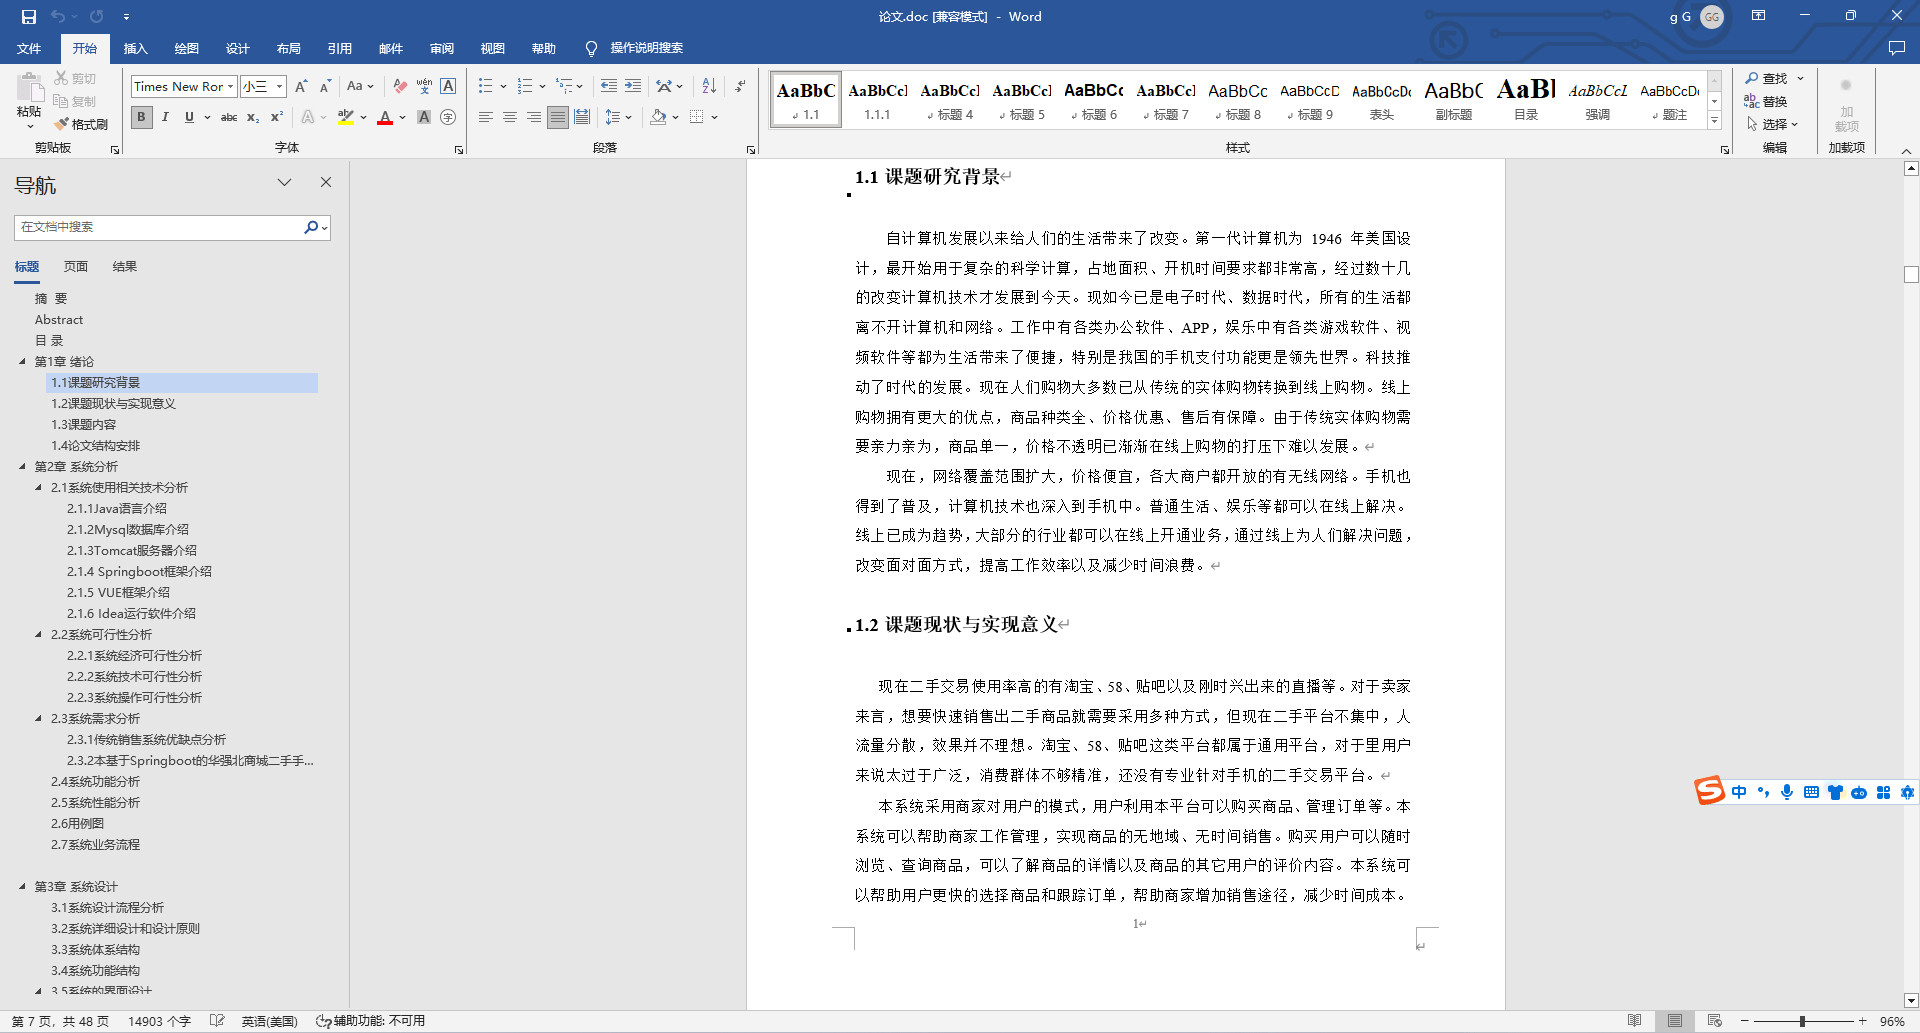 论文.doc [兼容模式] - Word
g G
GG
文件 开始 插入 绘图 设计 布局 引用 邮件 审阅 视图 帮助 操作说明搜索
粘贴
剪切
复制
格式刷
剪贴板
Times New Ror
小三
字体
段落
AaBbC AaBbCcI AaBbCcI AaBbCcI AaBbCc AaBbCcI AaBbCc AaBbCcD AaBbCcDc AaBbC AaBl AaBbCcL AaBbCcDc
1.1 1.1.1 标题 4 标题 5 标题 6 标题 7 标题 8 标题 9 表头 副标题 目录 强调 题注
样式
查找
替换
选择
编辑
加
载项
加载项
导航
在文档中搜索
标题 页面 结果
摘 要
Abstract
目 录
第1章 绪论
1.1课题研究背景
1.2课题现状与实现意义
1.3课题内容
1.4论文结构安排
第2章 系统分析
2.1系统使用相关技术分析
2.1.1Java语言介绍
2.1.2Mysql数据库介绍
2.1.3Tomcat服务器介绍
2.1.4 Springboot框架介绍
2.1.5 VUE框架介绍
2.1.6 Idea运行软件介绍
2.2系统可行性分析
2.2.1系统经济可行性分析
2.2.2系统技术可行性分析
2.2.3系统操作可行性分析
2.3系统需求分析
2.3.1传统销售系统优缺点分析
2.3.2本基于Springboot的华强北商城二手手...
2.4系统功能分析
2.5系统性能分析
2.6用例图
2.7系统业务流程
第3章 系统设计
3.1系统设计流程分析
3.2系统详细设计和设计原则
3.3系统体系结构
3.4系统功能结构
3.5系统的界面设计
1.1 课题研究背景
自计算机发展以来给人们的生活带来了改变。第一代计算机为 1946 年美国设
计，最开始用于复杂的科学计算，占地面积、开机时间要求都非常高，经过数十几
的改变计算机技术才发展到今天。现如今已是电子时代、数据时代，所有的生活都
离不开计算机和网络。工作中有各类办公软件、APP，娱乐中有各类游戏软件、视
频软件等都为生活带来了便捷，特别是我国的手机支付功能更是领先世界。科技推
动了时代的发展。现在人们购物大多数已从传统的实体购物转换到线上购物。线上
购物拥有更大的优点，商品种类全、价格优惠、售后有保障。由于传统实体购物需
要亲力亲为，商品单一，价格不透明已渐渐在线上购物的打压下难以发展。
现在，网络覆盖范围扩大，价格便宜，各大商户都开放的有无线网络。手机也
得到了普及，计算机技术也深入到手机中。普通生活、娱乐等都可以在线上解决。
线上已成为趋势，大部分的行业都可以在线上开通业务，通过线上为人们解决问题，
改变面对面方式，提高工作效率以及减少时间浪费。
1.2 课题现状与实现意义
现在二手交易使用率高的有淘宝、58、贴吧以及刚时兴出来的直播等。对于卖家
来言，想要快速销售出二手商品就需要采用多种方式，但现在二手平台不集中，人
流量分散，效果并不理想。淘宝、58、贴吧这类平台都属于通用平台，对于里用户
来说太过于广泛，消费群体不够精准，还没有专业针对手机的二手交易平台。
本系统采用商家对用户的模式，用户利用本平台可以购买商品、管理订单等。本
系统可以帮助商家工作管理，实现商品的无地域、无时间销售。购买用户可以随时
浏览、查询商品，可以了解商品的详情以及商品的其它用户的评价内容。本系统可
以帮助用户更快的选择商品和跟踪订单，帮助商家增加销售途径，减少时间成本。
1
中
第 7 页，共 48 页 14903 个字 英语(美国) 辅助功能: 不可用
96%